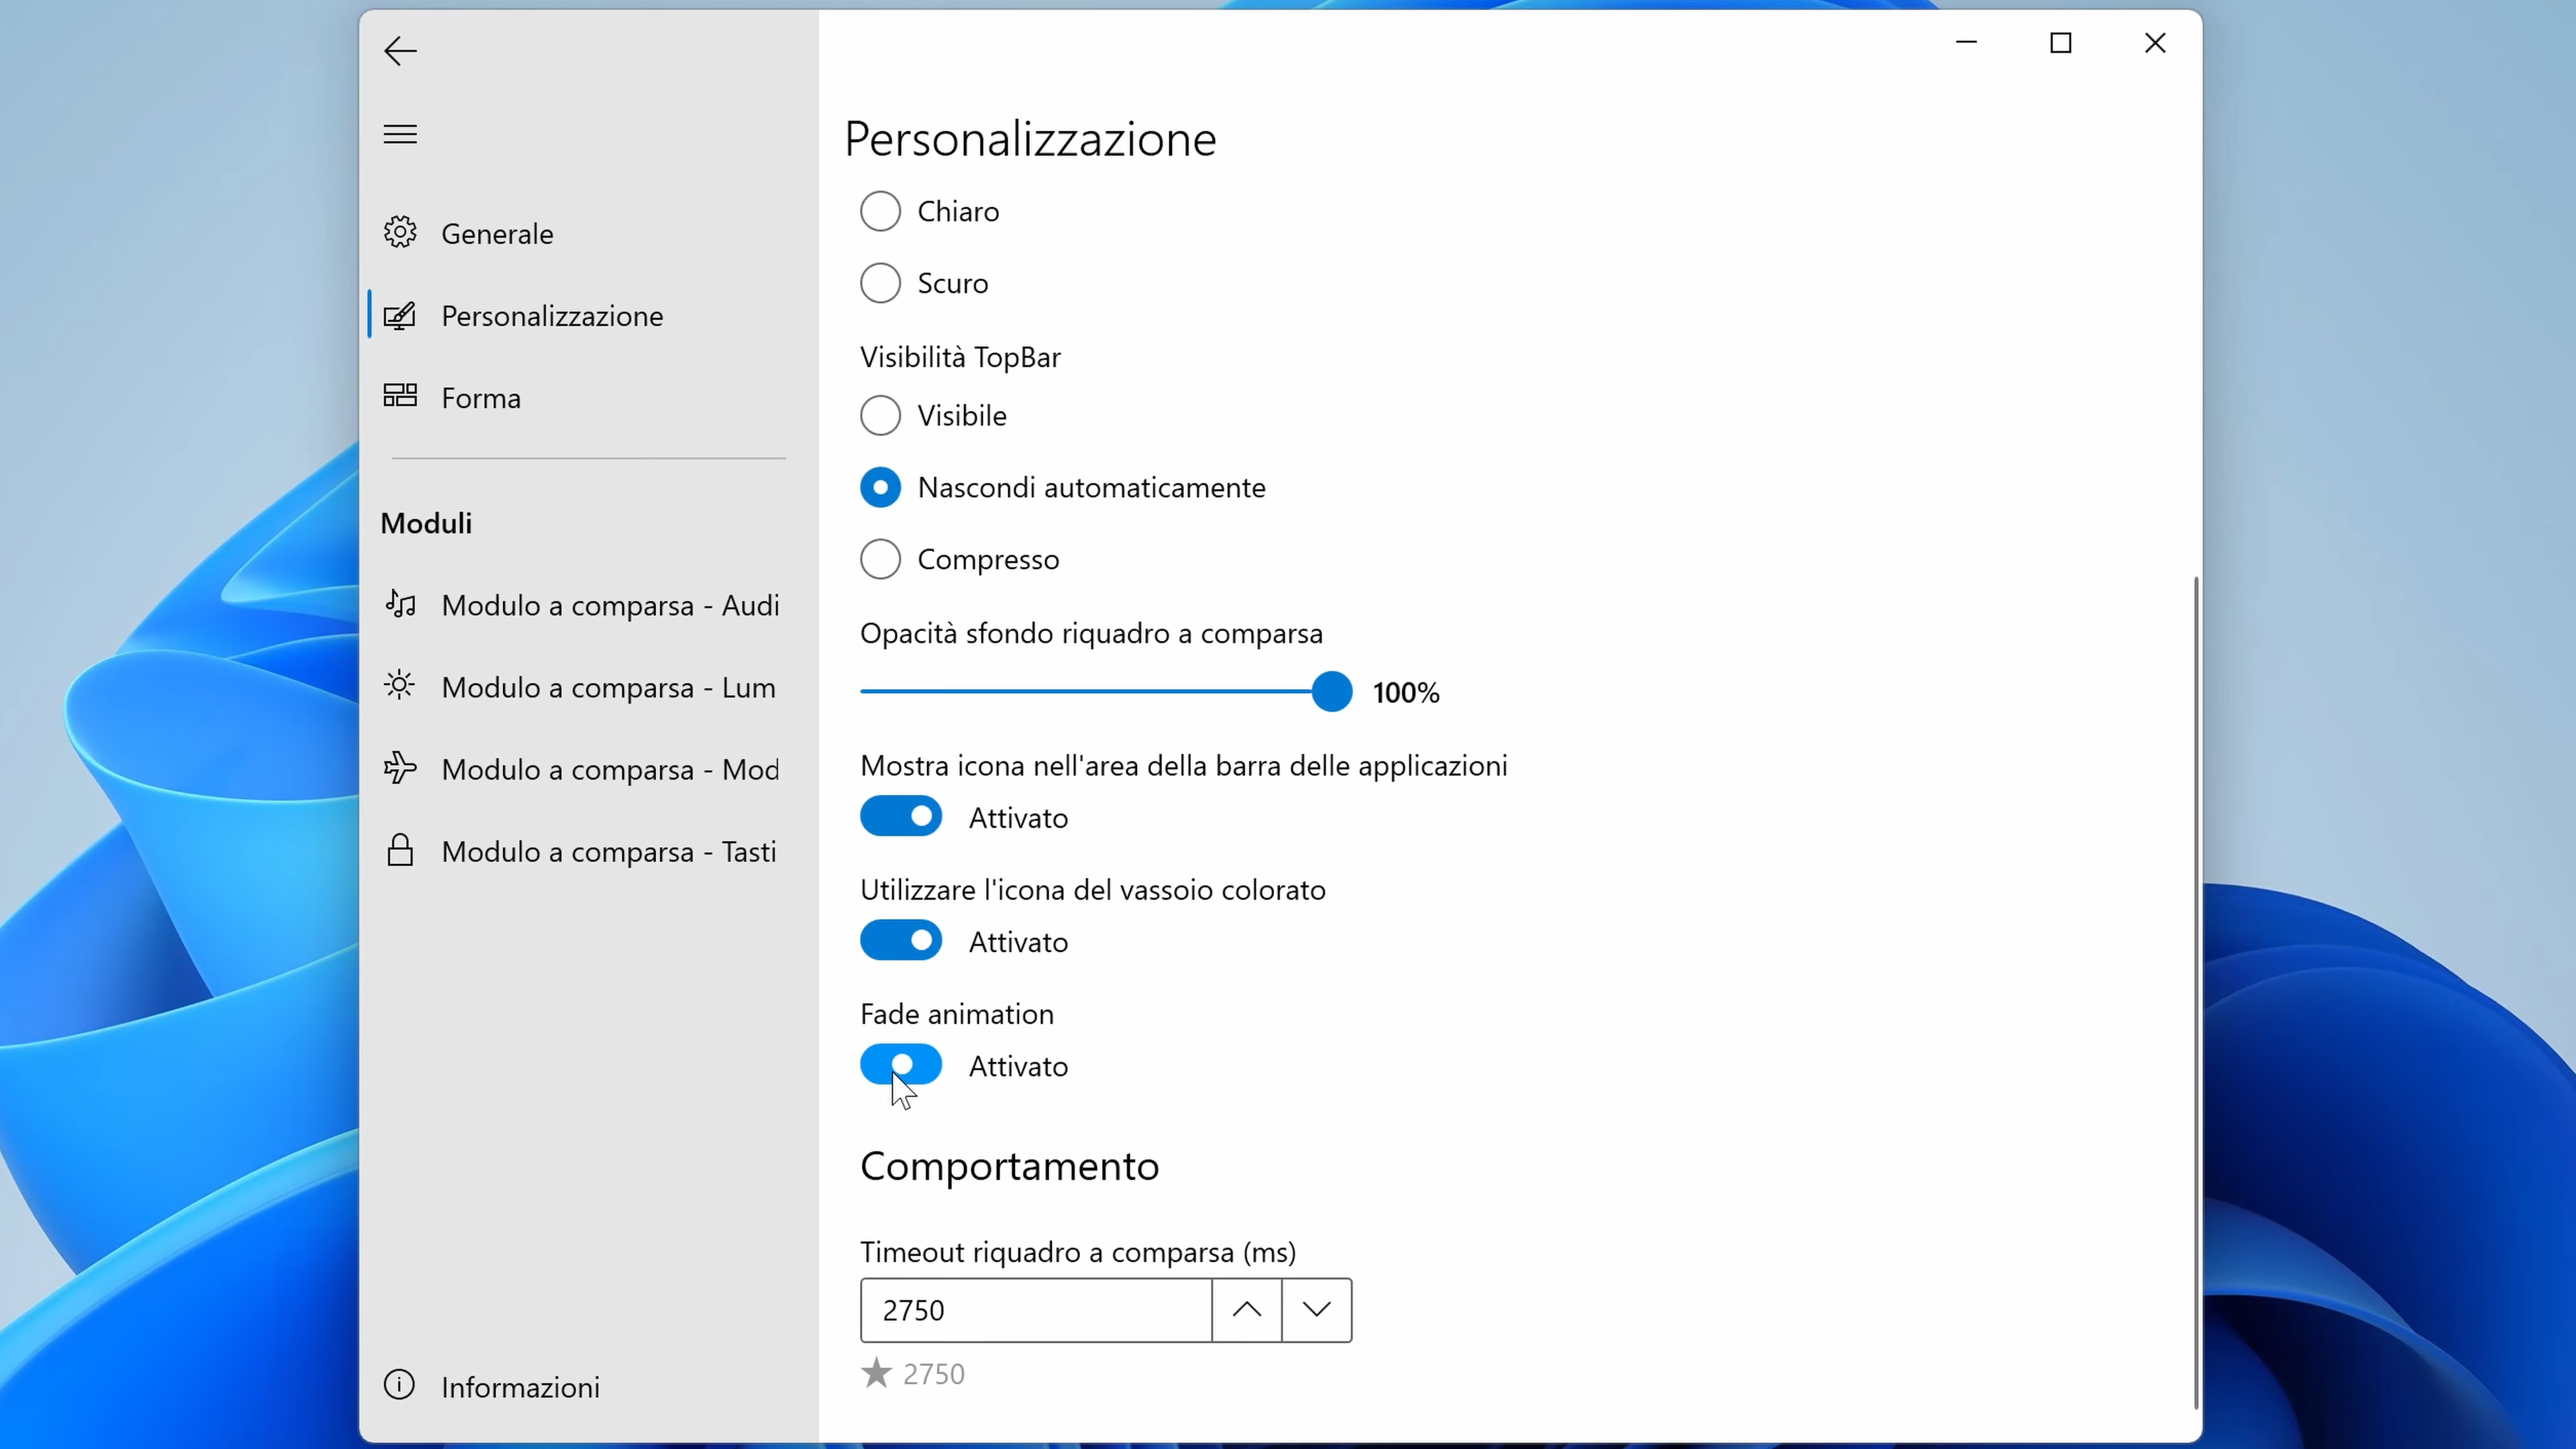 Generale
Personalizzazione
Forma
Moduli
Modulo a comparsa - Audi
Modulo a comparsa - Lum
Modulo a comparsa - Mod
Modulo a comparsa - Tasti
Informazioni
Personalizzazione
Chiaro
Scuro
Visibilità TopBar
Visibile
Nascondi automaticamente
Compresso
Opacità sfondo riquadro a comparsa
100%
Mostra icona nell'area della barra delle applicazioni
Attivato
Utilizzare l'icona del vassoio colorato
Attivato
Fade animation
Attivato
Comportamento
Timeout riquadro a comparsa (ms)
2750
★ 2750